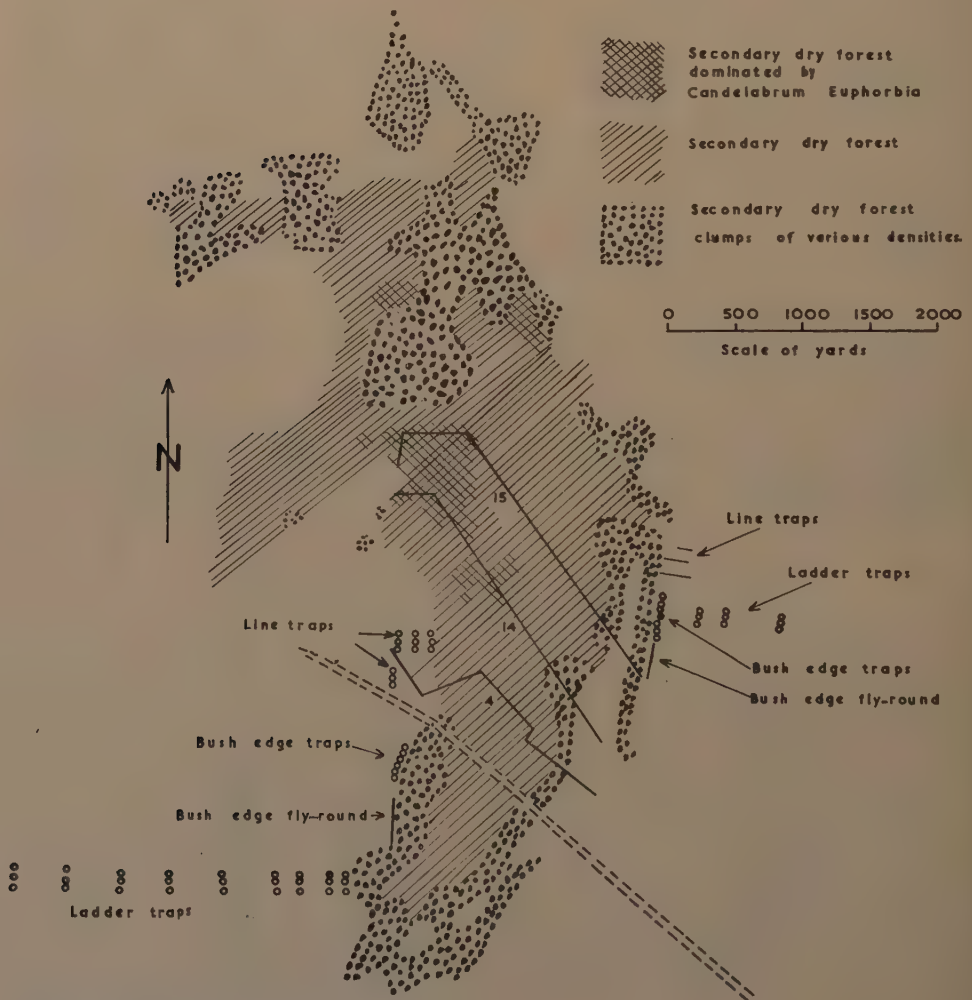 Secondary dry forest
dominated by
Candelabrum Euphorbia
Secondary dry forest
Secondary dry forest
clumps of various densities.
0 500 1000 1500 2000
Scale of yards
N
15
Line traps
Ladder traps
Line traps
14
Bush edge traps
4
Bush edge fly-round
Bush edge traps
Bush edge fly-round
Ladder traps